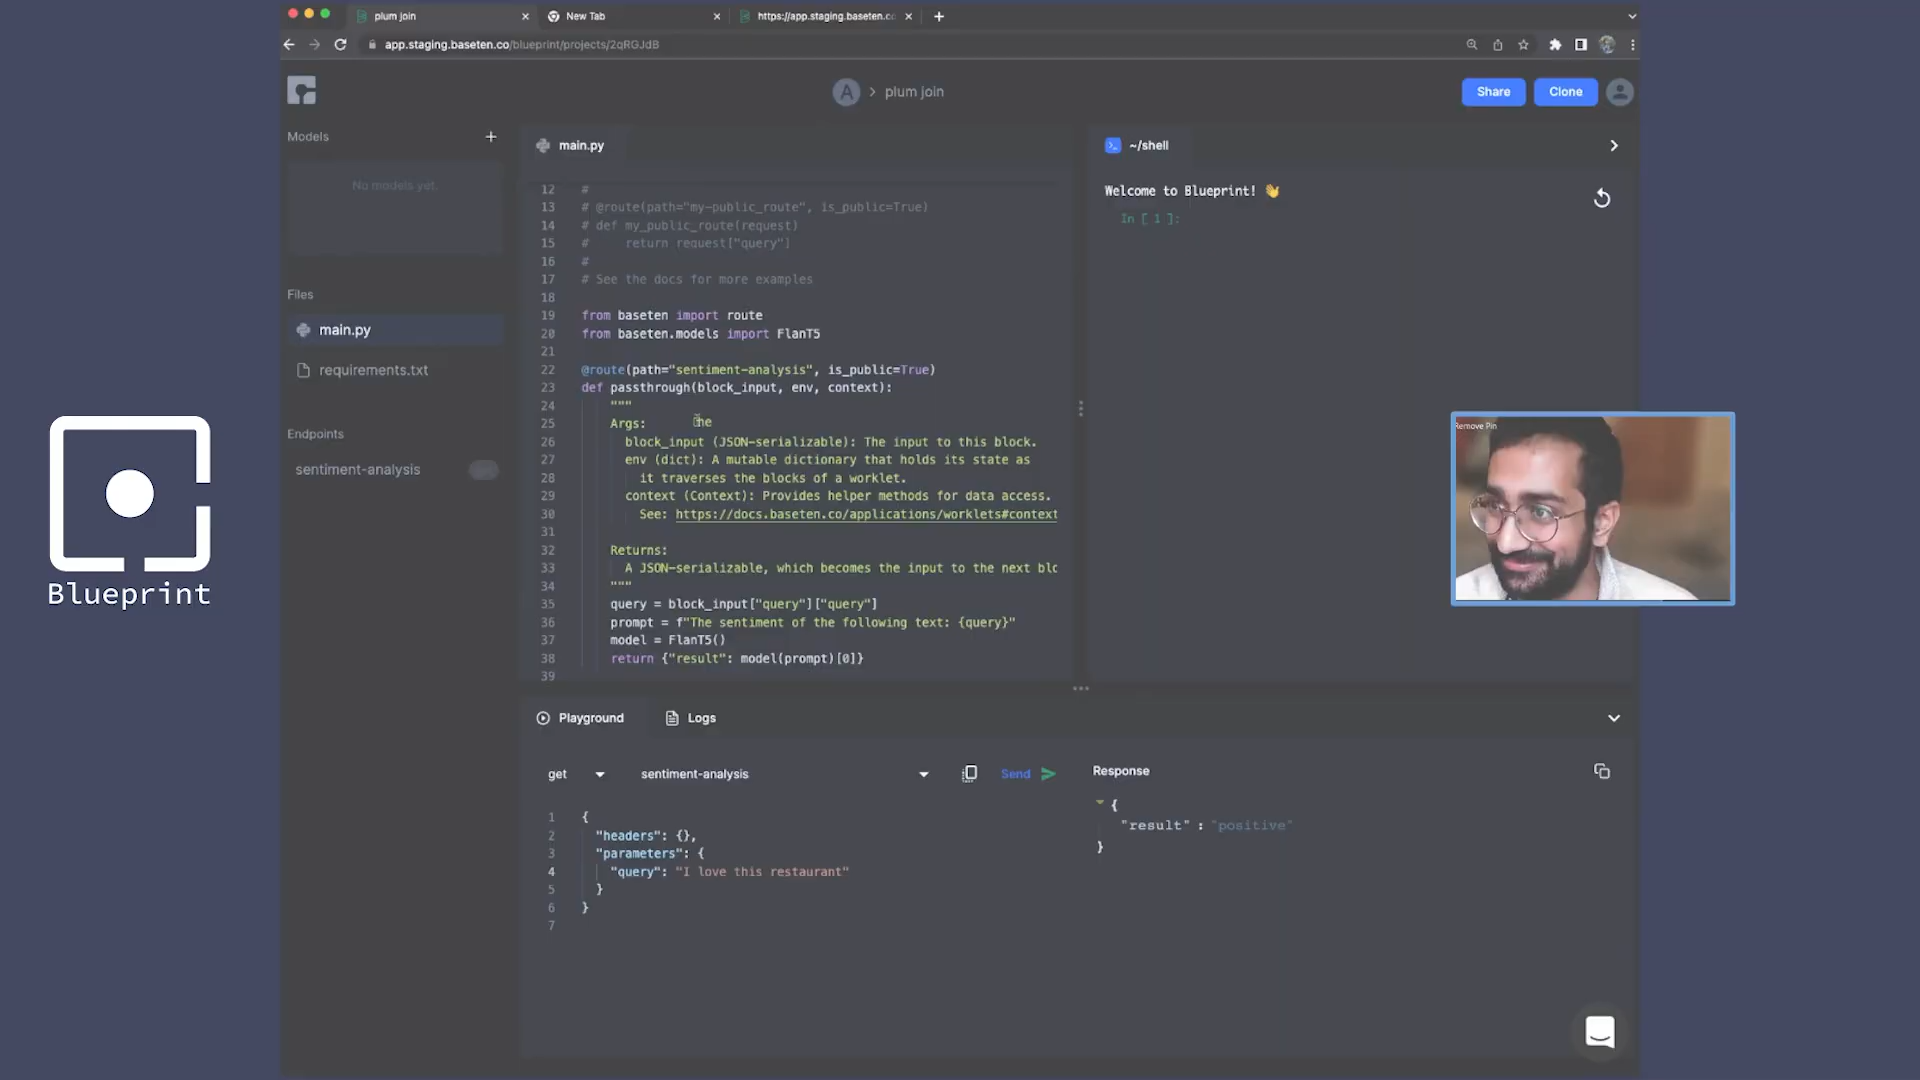 plum join
New Tab
https://app.staging.baseten.cc
app.staging.baseten.co/blueprint/projects/2qRGJdB
A > plum join
Share
Clone
Models
+
No models yet.
Files
main.py
requirements.txt
Endpoints
sentiment-analysis
main.py
12 #
13 # @route(path="my-public_route", is_public=True)
14 # def my_public_route(request)
15 #     return request["query"]
16 #
17 # See the docs for more examples
18
19 from baseten import route
20 from baseten.models import FlanT5
21
22 @route(path="sentiment-analysis", is_public=True)
23 def passthrough(block_input, env, context):
24     """
25     Args:       the
26       block_input (JSON-serializable): The input to this block.
27       env (dict): A mutable dictionary that holds its state as
28         it traverses the blocks of a worklet.
29       context (Context): Provides helper methods for data access.
30         See: https://docs.baseten.co/applications/worklets#context
31
32     Returns:
33       A JSON-serializable, which becomes the input to the next blo
34     """
35     query = block_input["query"]["query"]
36     prompt = f"The sentiment of the following text: {query}"
37     model = FlanT5()
38     return {"result": model(prompt)[0]}
39
~/shell
Welcome to Blueprint! 👋
In [ 1 ]:
Remove Pin
Blueprint
Playground
Logs
get
sentiment-analysis
Send
Response
1 {
2   "headers": {},
3   "parameters": {
4     "query": "I love this restaurant"
5   }
6 }
7
{
"result" : "positive"
}